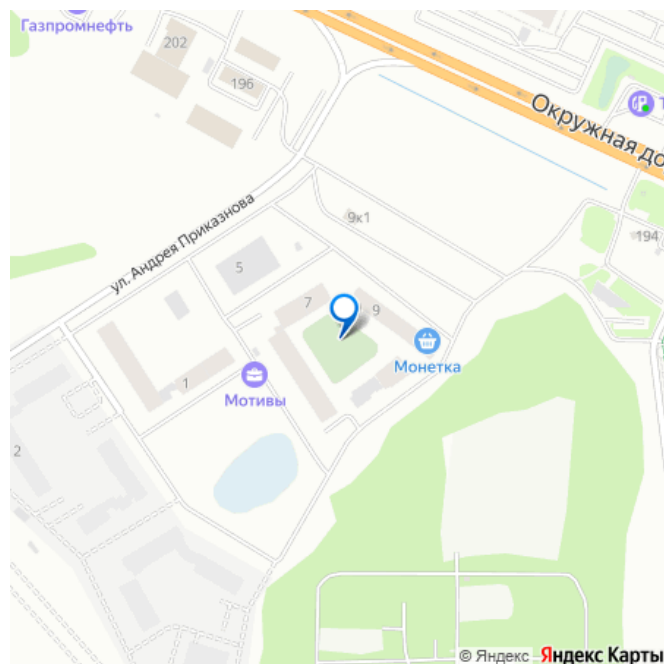 Газпромнефть
202
196
Окружная до
Т
ул. Андрея Приказнова
9к1
194
5
7
9
Монетка
1
Мотивы
2
© Яндекс Яндекс Карты